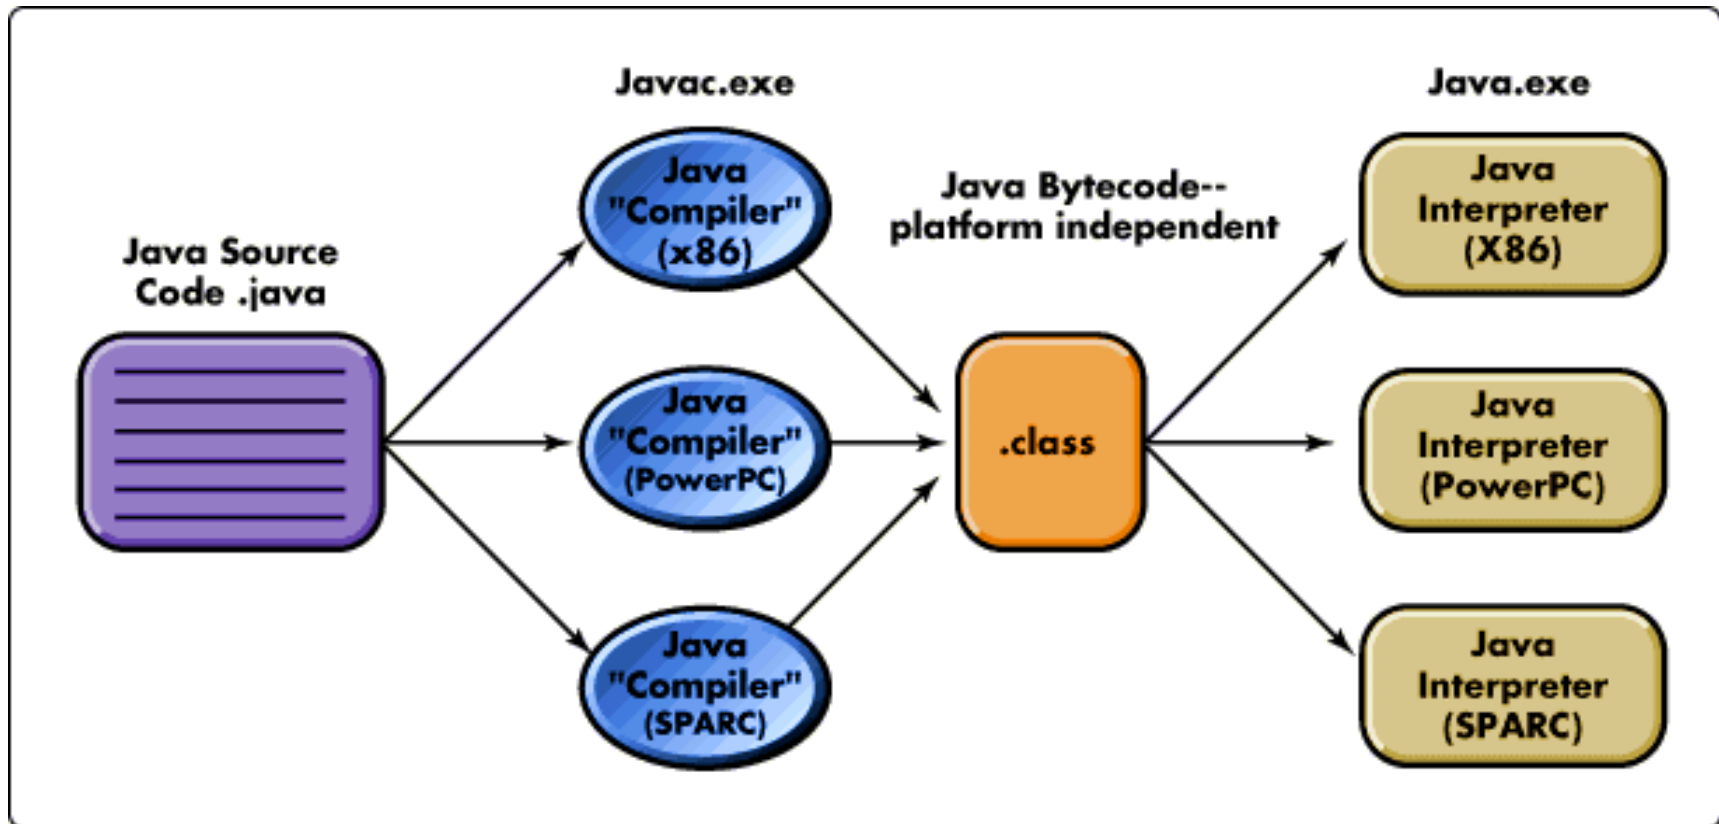 Javac.exe
Java.exe
Java Source
Code .java
Java
"Compiler"
(x86)
Java
"Compiler"
(PowerPC)
Java
"Compiler"
(SPARC)
Java Bytecode--
platform independent
.class
Java
Interpreter
(X86)
Java
Interpreter
(PowerPC)
Java
Interpreter
(SPARC)